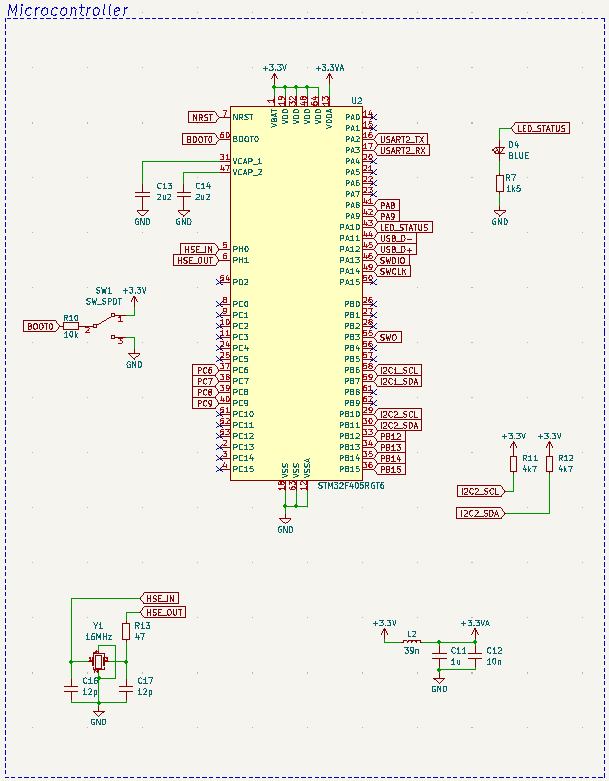 Microcontroller
+3.3V
+3.3VA
U2
1 19 32 48 64 13
VBAT VDD VDD VDD VDD VDDA
NRST 7 NRST
BOOT0 60 BOOT0
31 VCAP_1
47 VCAP_2
C13
2u2
GND
C14
2u2
GND
HSE_IN 5 PH0
HSE_OUT 6 PH1
54 PD2
8 PC0
9 PC1
10 PC2
11 PC3
24 PC4
25 PC5
PC6 37 PC6
PC7 38 PC7
PC8 39 PC8
PC9 40 PC9
51 PC10
52 PC11
53 PC12
2 PC13
3 PC14
4 PC15
PA0 14
PA1 15
PA2 16 USART2_TX
PA3 17 USART2_RX
PA4 20
PA5 21
PA6 22
PA7 23
PA8 41 PA8
PA9 42 PA9
PA10 43 LED_STATUS
PA11 44 USB_D-
PA12 45 USB_D+
PA13 46 SWDIO
PA14 49 SWCLK
PA15 50
PB0 26
PB1 27
PB2 28
PB3 55 SWO
PB4 56
PB5 57
PB6 58 I2C1_SCL
PB7 59 I2C1_SDA
PB8 61
PB9 62
PB10 29 I2C2_SCL
PB11 30 I2C2_SDA
PB12 33 PB12
PB13 34 PB13
PB14 35 PB14
PB15 36 PB15
VSS VSS VSSA
18 63 12
STM32F405RGT6
GND
LED_STATUS
D4
BLUE
R7
1k5
GND
SW1
SW_SPDT
+3.3V
BOOT0
R10
10k
2
1
3
GND
+3.3V
+3.3V
R11
4k7
R12
4k7
I2C2_SCL
I2C2_SDA
HSE_IN
HSE_OUT
Y1
16MHz
R13
47
C16
12p
C17
12p
GND
+3.3V
+3.3VA
L2
39n
C11
1u
C12
10n
GND